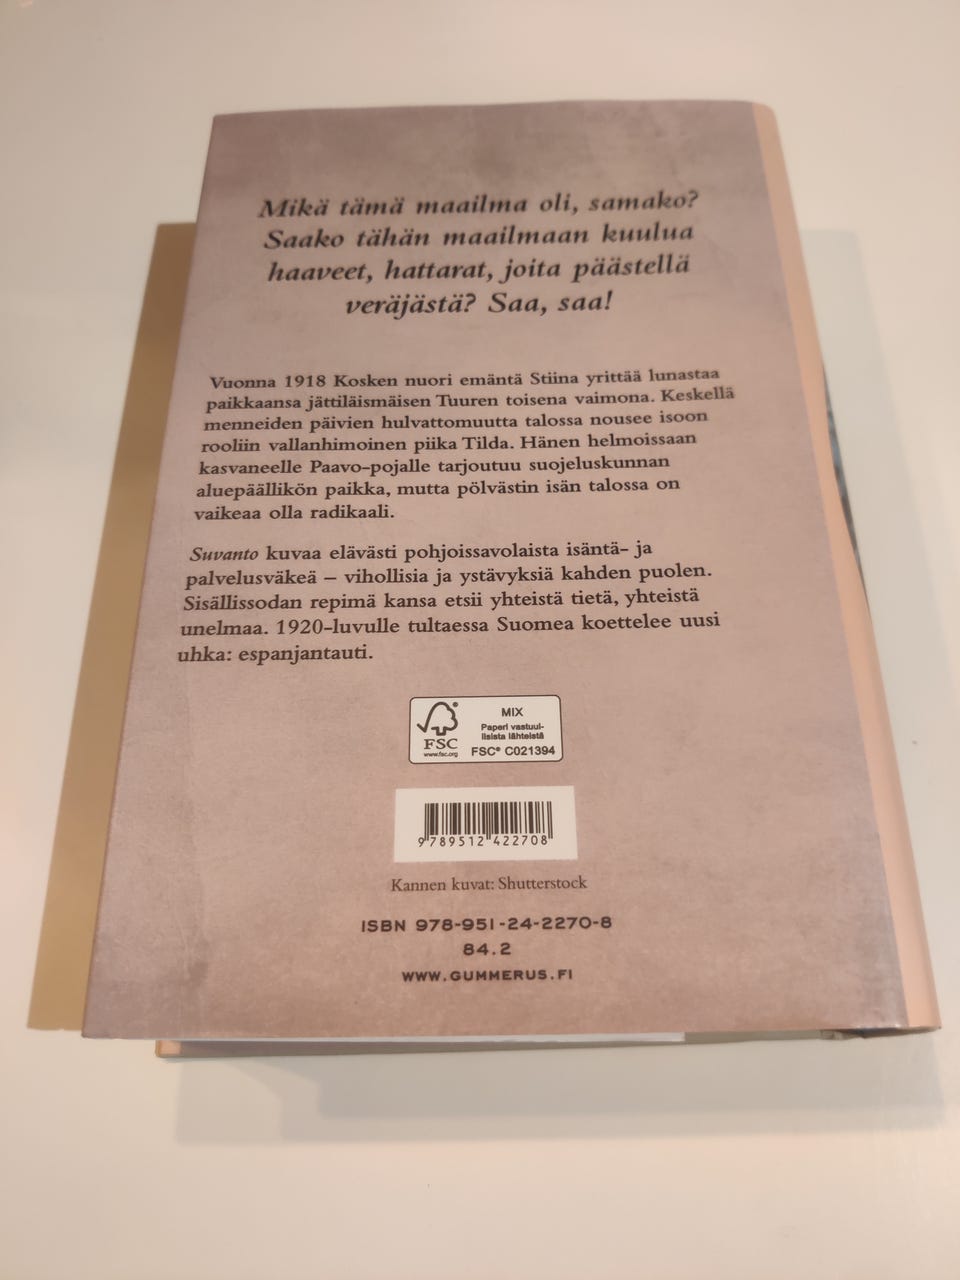 Mikä tämä maailma oli, samako?
Saako tähän maailmaan kuulua
haaveet, hattarat, joita päästellä
veräjästä? Saa, saa!
Vuonna 1918 Kosken nuori emäntä Stiina yrittää lunastaa
paikkaansa jättiläismäisen Tuuren toisena vaimona. Keskellä
menneiden päivien hulvattomuutta talossa nousee isoon
rooliin vallanhimoinen piika Tilda. Hänen helmoissaan
kasvaneelle Paavo-pojalle tarjoutuu suojeluskunnan
aluepäällikön paikka, mutta pölvästin isän talossa on
vaikeaa olla radikaali.
Suvanto kuvaa elävästi pohjoissavolaista isäntä- ja
palvelusväkeä – vihollisia ja ystävyksiä kahden puolen.
Sisällissodan repimä kansa etsii yhteistä tietä, yhteistä
unelmaa. 1920-luvulle tultaessa Suomea koettelee uusi
uhka: espanjantauti.
FSC
www.fsc.org
MIX
Paperi vastuul-
lisista lähteistä
FSC® C021394
9 789512 422708
Kannen kuvat: Shutterstock
ISBN 978-951-24-2270-8
84.2
WWW.GUMMERUS.FI